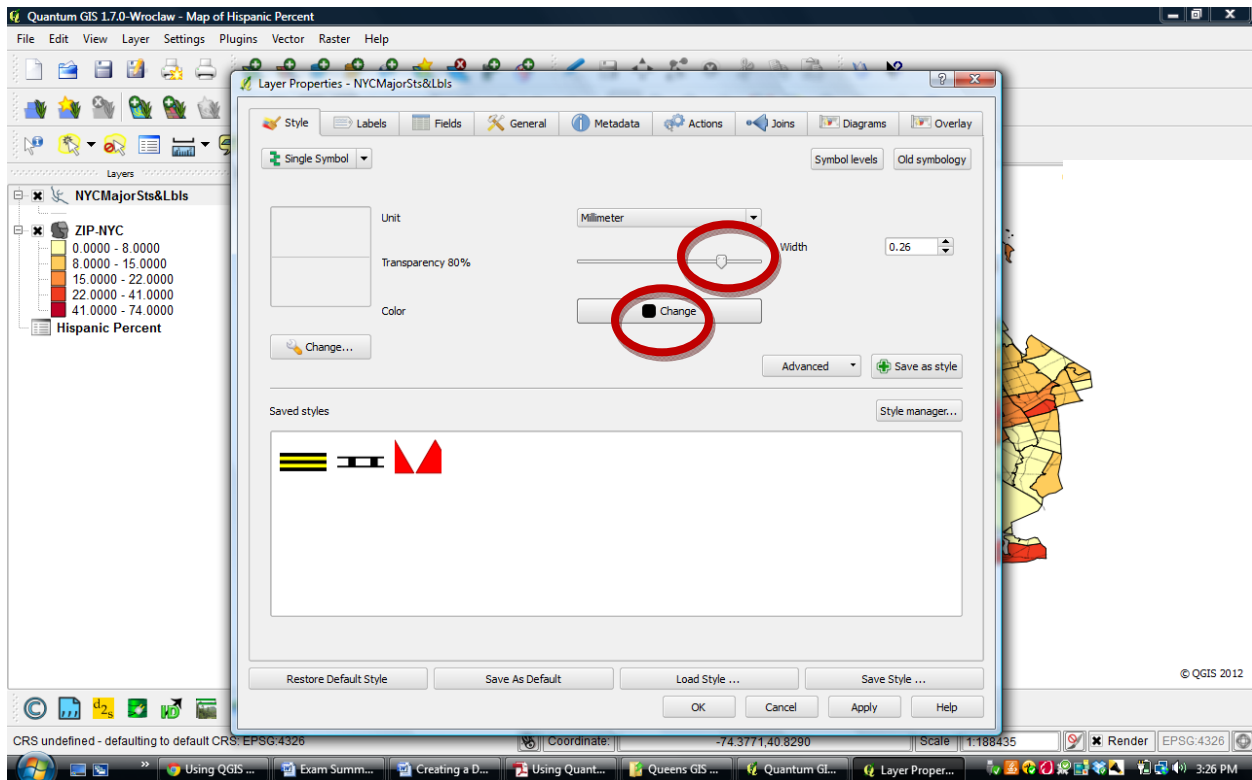 Quantum GIS 1.7.0-Wroclaw - Map of Hispanic Percent
File Edit View Layer Settings Plugins Vector Raster Help
Layer Properties - NYCMajorSts&Lbls
Style Labels Fields General Metadata Actions Joins Diagrams Overlay
Single Symbol Symbol levels Old symbology
Layers
NYCMajorSts&Lbls
ZIP-NYC
0.0000 - 8.0000
8.0000 - 15.0000
15.0000 - 22.0000
22.0000 - 41.0000
41.0000 - 74.0000
Hispanic Percent
Unit Millimeter
Width 0.26
Transparency 80%
Color Change
Change...
Advanced Save as style
Saved styles Style manager...
Restore Default Style Save As Default Load Style ... Save Style ...
OK Cancel Apply Help
© QGIS 2012
CRS undefined - defaulting to default CRS: EPSG:4326 Coordinate: -74.3771,40.8290 Scale 1:188435 Render EPSG:4326
Using QGIS ... Exam Summ... Creating a D... Using Quant... Queens GIS ... Quantum GI... Layer Proper... 3:26 PM